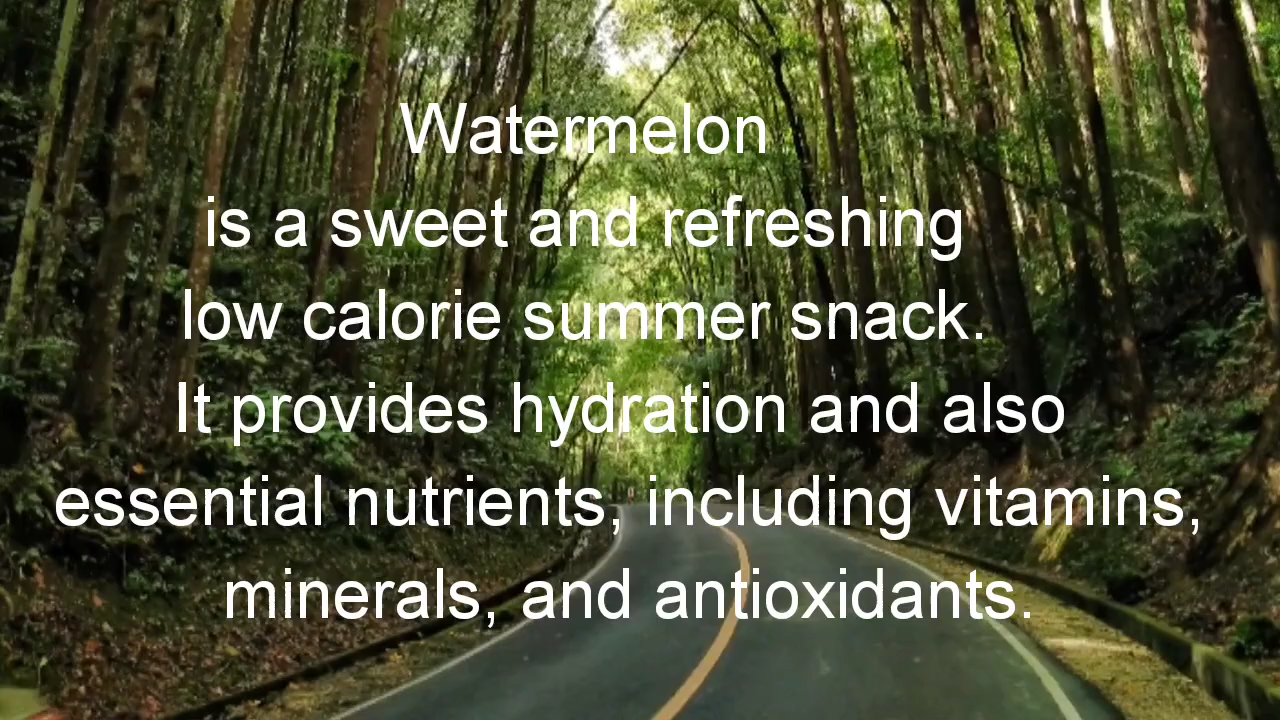 Watermelon
is a sweet and refreshing
low calorie summer snack.
It provides hydration and also
essential nutrients, including vitamins,
minerals, and antioxidants.